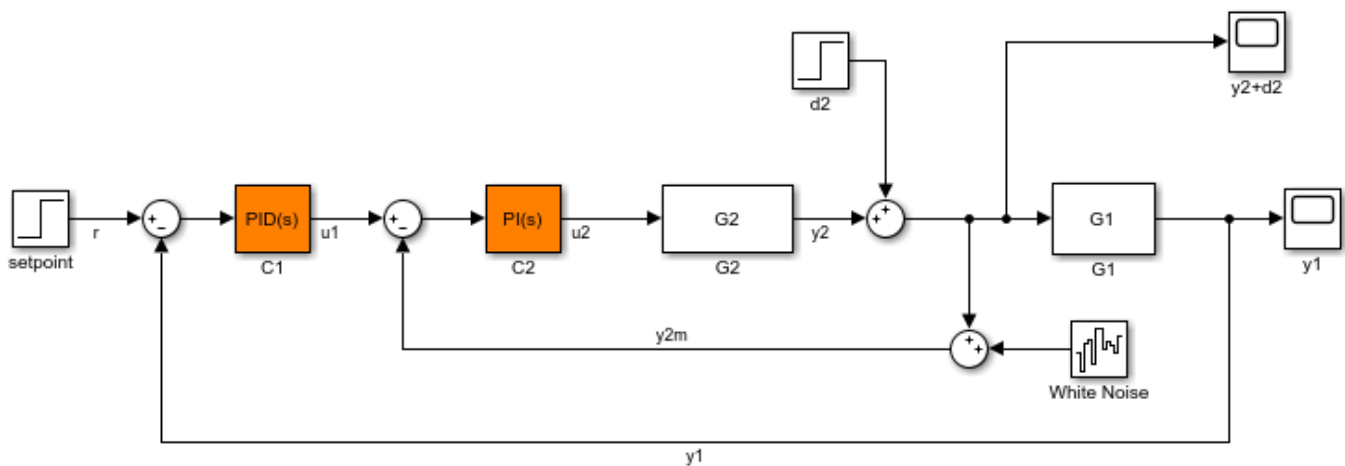 d2
y2+d2
r
setpoint
PID(s)
C1
u1
PI(s)
C2
u2
G2
G2
y2
G1
G1
y1
y2m
White Noise
y1